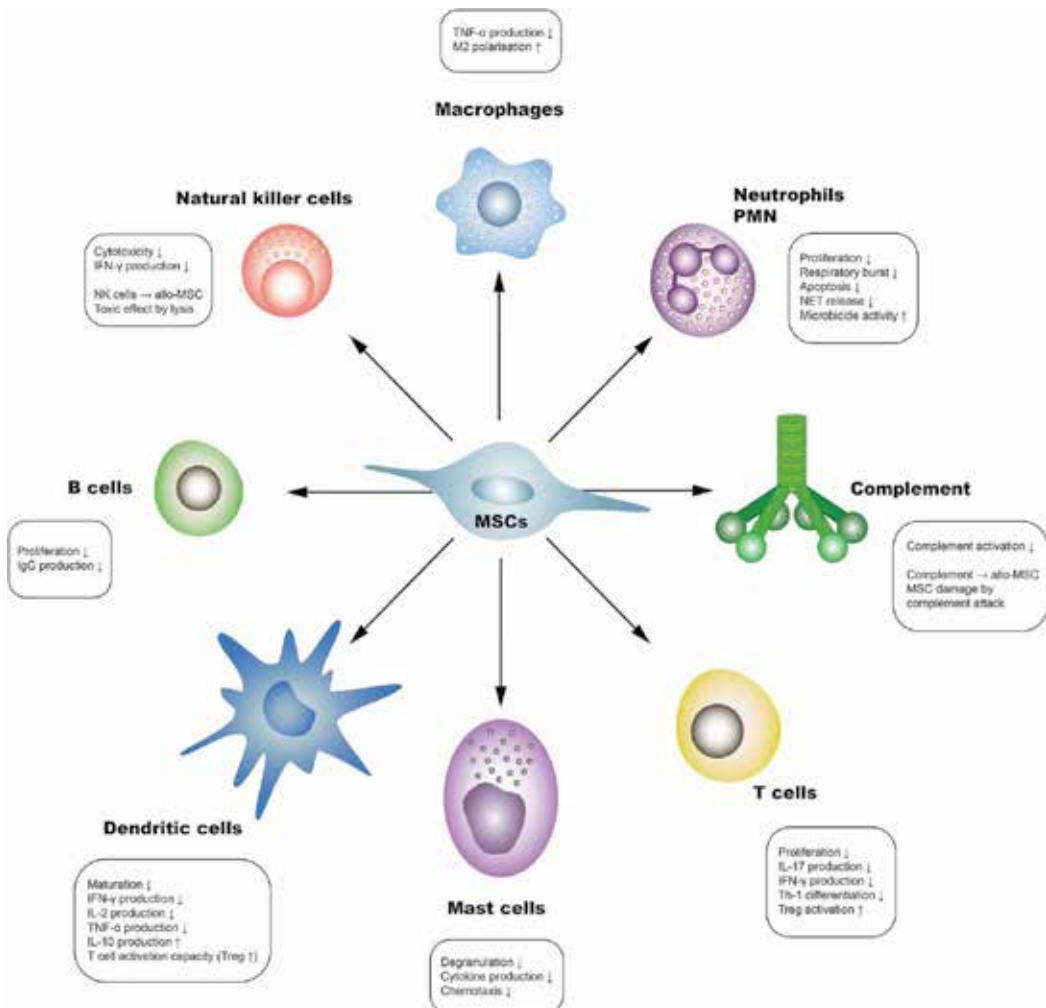 TNF-α production ↓
M2 polarisation ↑
Macrophages
Natural killer cells
Cytotoxicity ↓
IFN-γ production ↓
NK cells → allo-MSC
Toxic effect by lysis
Neutrophils
PMN
Proliferation ↓
Respiratory burst ↓
Apoptosis ↓
NET release ↓
Microbicide activity ↑
B cells
Proliferation ↓
IgG production ↓
MSCs
Complement
Complement activation ↓
Complement → allo-MSC
MSC damage by
complement attack
Dendritic cells
Maturation ↓
IFN-γ production ↓
IL-2 production ↓
TNF-α production ↓
IL-10 production ↑
T cell activation capacity (Treg ↑)
Mast cells
Degranulation ↓
Cytokine production ↓
Chemotaxis ↓
T cells
Proliferation ↓
IL-17 production ↓
IFN-γ production ↓
Th-1 differentiation ↓
Treg activation ↑